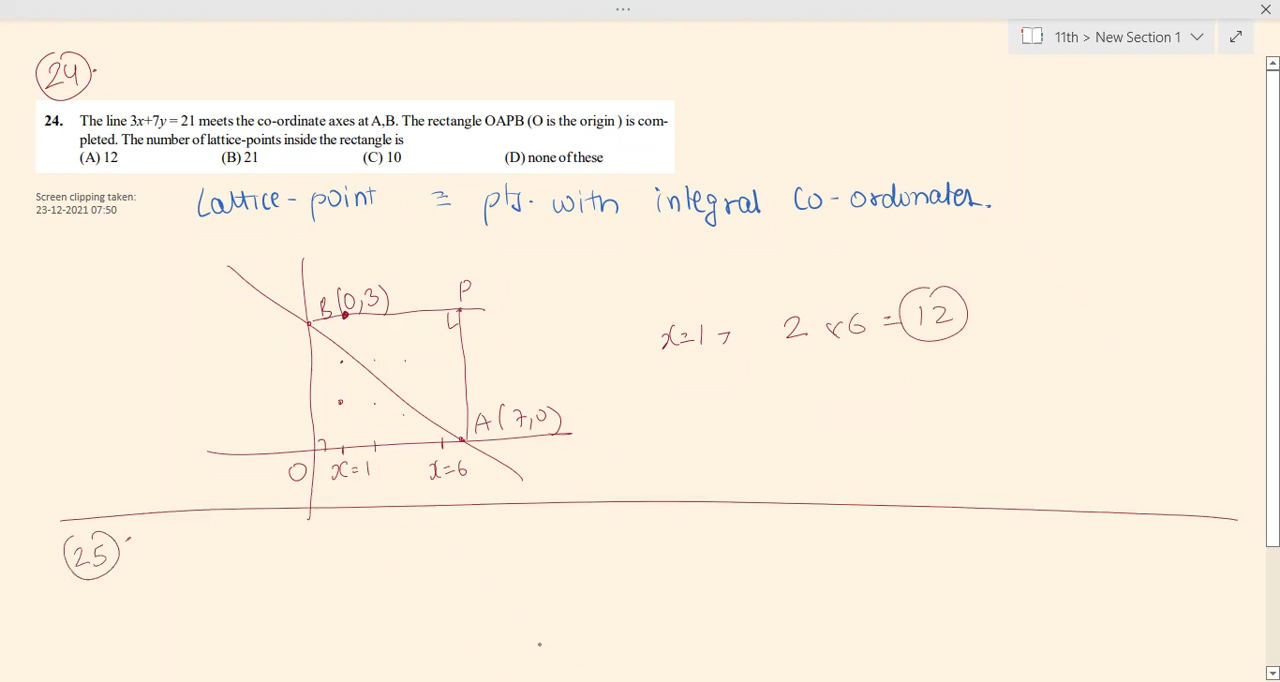 11th > New Section 1
24.
24. The line 3x+7y = 21 meets the co-ordinate axes at A,B. The rectangle OAPB (O is the origin ) is com-
pleted. The number of lattice-points inside the rectangle is
(A) 12 (B) 21 (C) 10 (D) none of these
Screen clipping taken:
23-12-2021 07:50
Lattice-point = pts. with integral Co-ordinates.
B(0,3) P
x=1, 2 x 6 = 12
A(7,0)
O x=1 x=6
25.